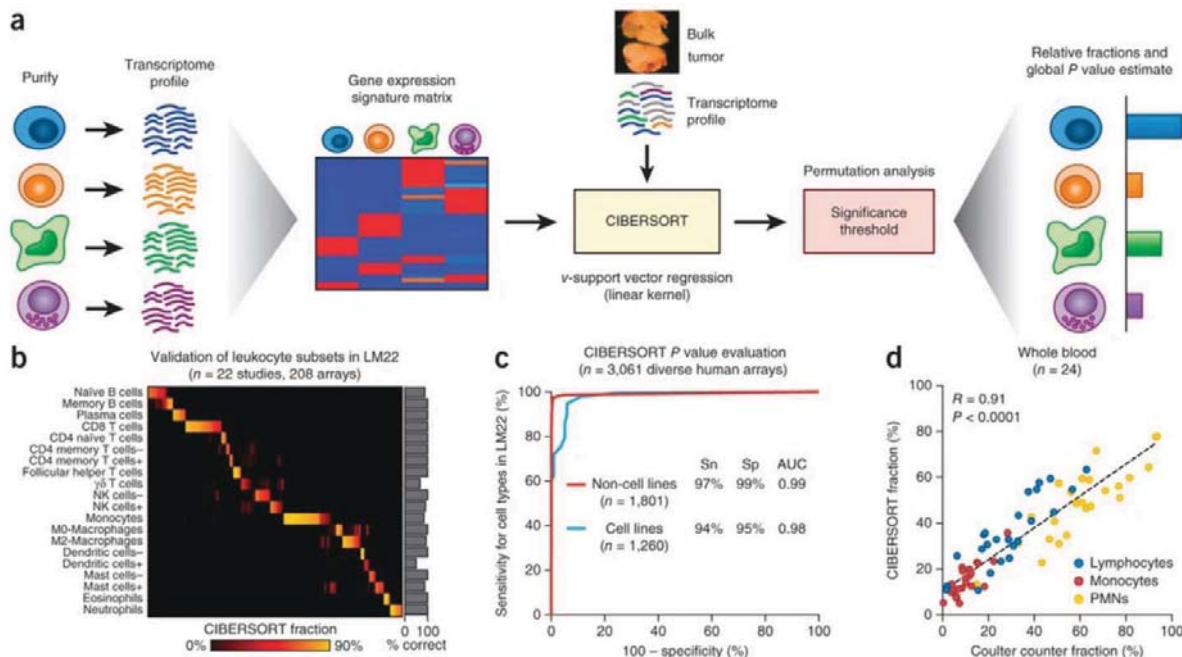 a
Purify
Transcriptome
profile
Gene expression
signature matrix
Bulk
tumor
Transcriptome
profile
CIBERSORT
ν-support vector regression
(linear kernel)
Permutation analysis
Significance
threshold
Relative fractions and
global P value estimate
b
Validation of leukocyte subsets in LM22
(n = 22 studies, 208 arrays)
Naïve B cells
Memory B cells
Plasma cells
CD8 T cells
CD4 naïve T cells
CD4 memory T cells–
CD4 memory T cells+
Follicular helper T cells
γδ T cells
NK cells–
NK cells+
Monocytes
M0-Macrophages
M2-Macrophages
Dendritic cells–
Dendritic cells+
Mast cells–
Mast cells+
Eosinophils
Neutrophils
CIBERSORT fraction
0% 90%
0 100
% correct
c
CIBERSORT P value evaluation
(n = 3,061 diverse human arrays)
Sensitivity for cell types in LM22 (%)
100
80
60
40
20
0
Sn Sp AUC
Non-cell lines 97% 99% 0.99
(n = 1,801)
Cell lines 94% 95% 0.98
(n = 1,260)
0 20 40 60 80 100
100 – specificity (%)
d
Whole blood
(n = 24)
CIBERSORT fraction (%)
100
80
60
40
20
0
R = 0.91
P < 0.0001
Lymphocytes
Monocytes
PMNs
0 20 40 60 80 100
Coulter counter fraction (%)